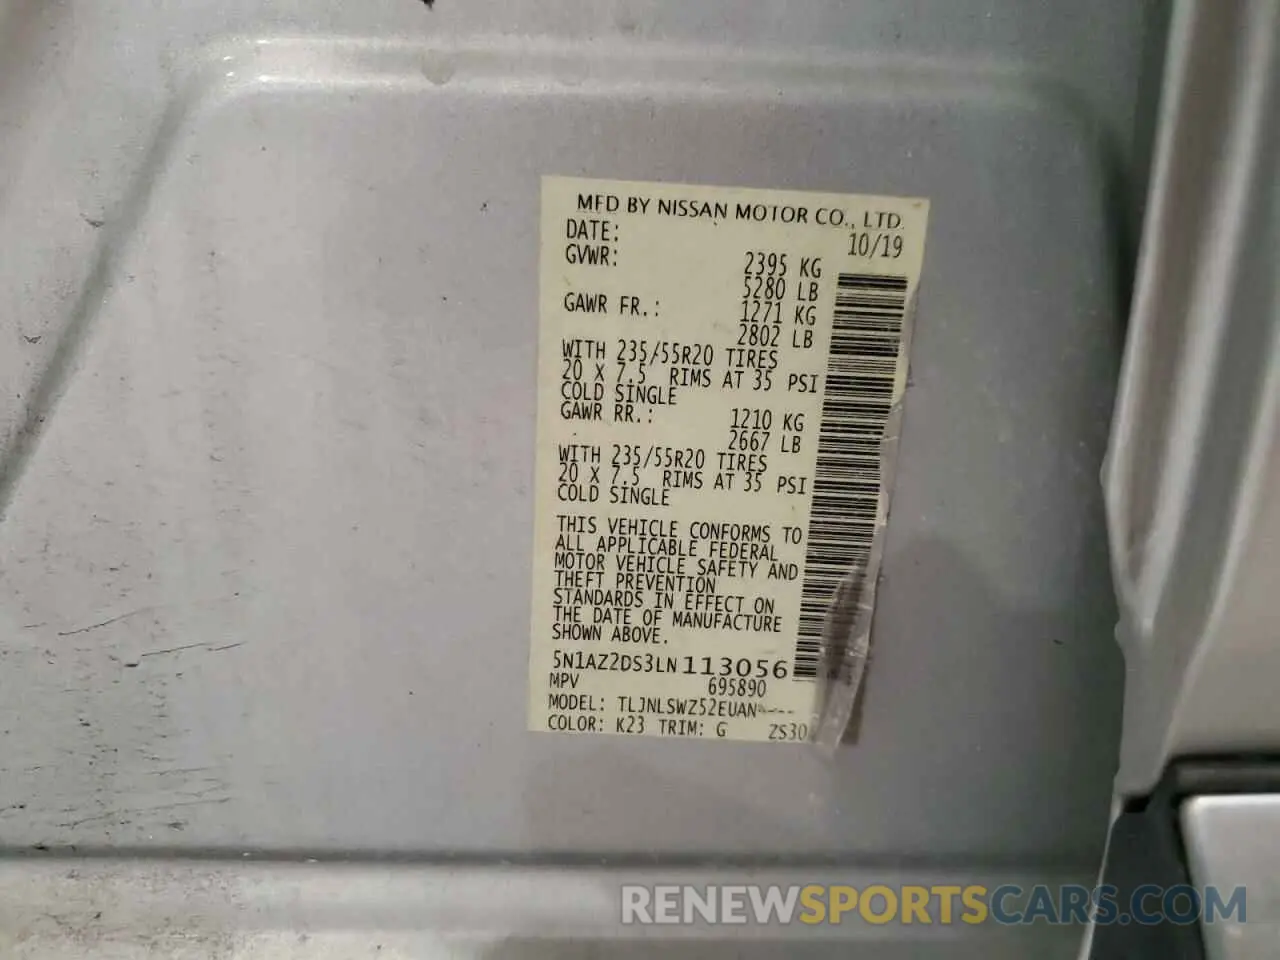 MFD BY NISSAN MOTOR CO., LTD.
DATE: 10/19
GVWR: 2395 KG
5280 LB
GAWR FR.: 1271 KG
2802 LB
WITH 235/55R20 TIRES
20 X 7.5 RIMS AT 35 PSI
COLD SINGLE
GAWR RR.: 1210 KG
2667 LB
WITH 235/55R20 TIRES
20 X 7.5 RIMS AT 35 PSI
COLD SINGLE
THIS VEHICLE CONFORMS TO
ALL APPLICABLE FEDERAL
MOTOR VEHICLE SAFETY AND
THEFT PREVENTION
STANDARDS IN EFFECT ON
THE DATE OF MANUFACTURE
SHOWN ABOVE.
5N1AZ2DS3LN113056
MPV 695890
MODEL: TLJNLSWZ52EUAN
COLOR: K23 TRIM: G
RENEWSPORTSCARS.COM